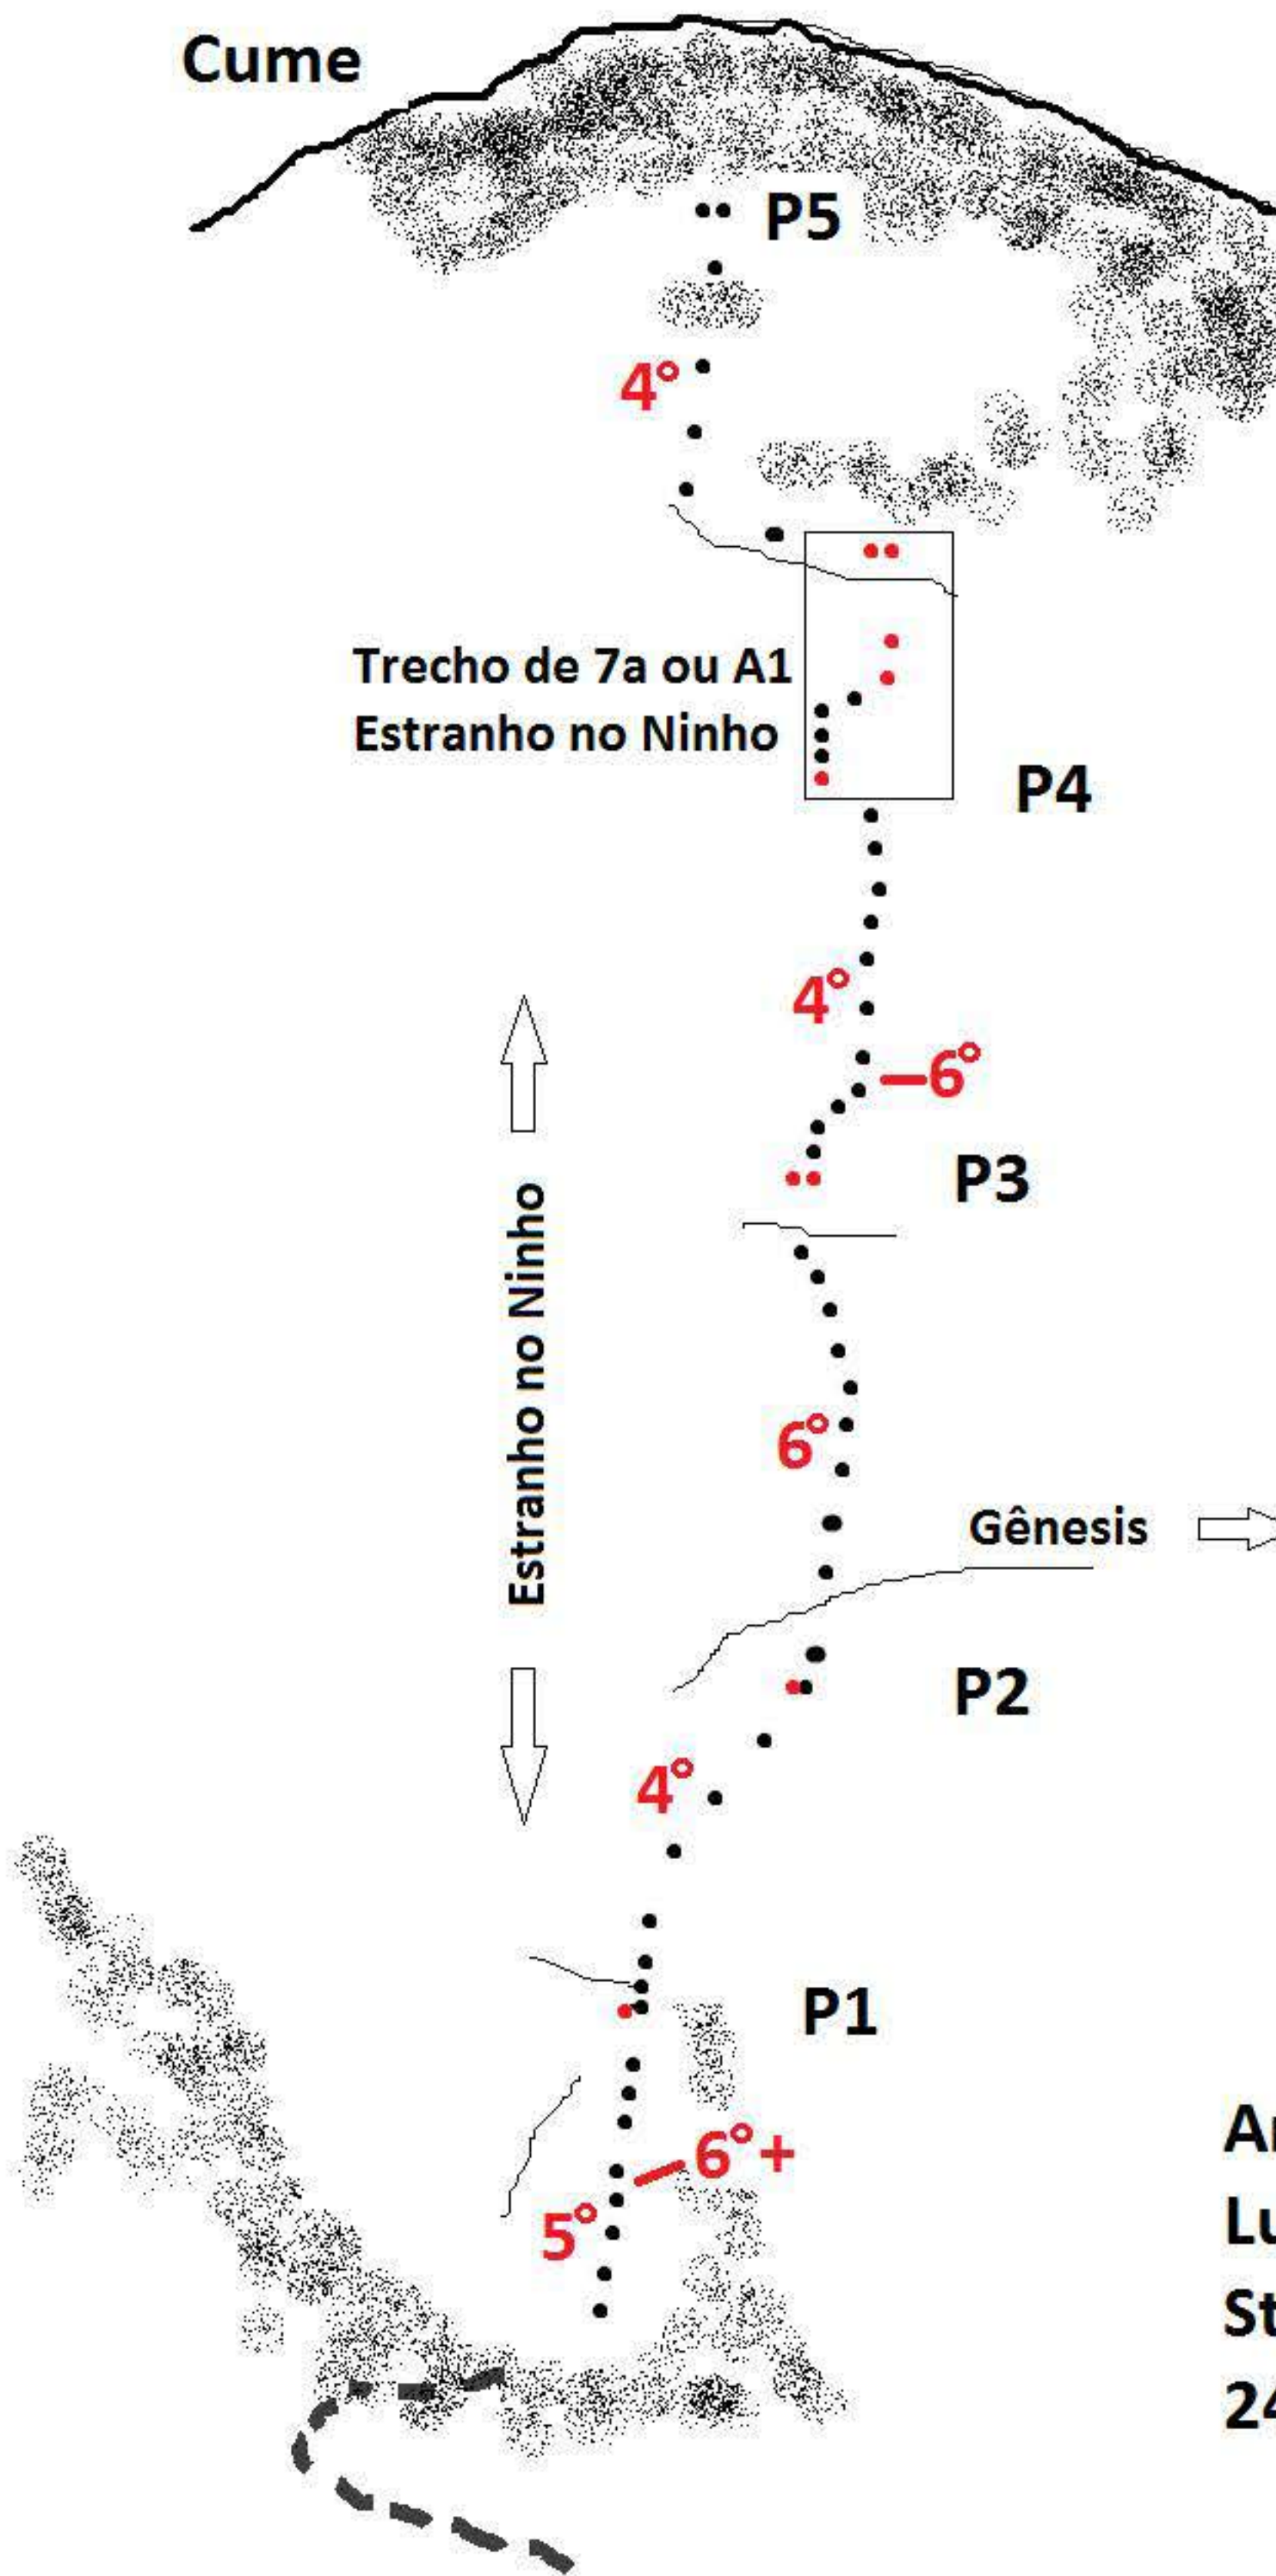 Cume
P5
4°
Trecho de 7a ou A1
Estranho no Ninho
P4
4°
6°
P3
Estranho no Ninho
6°
Gênesis
P2
4°
P1
6°+
5°